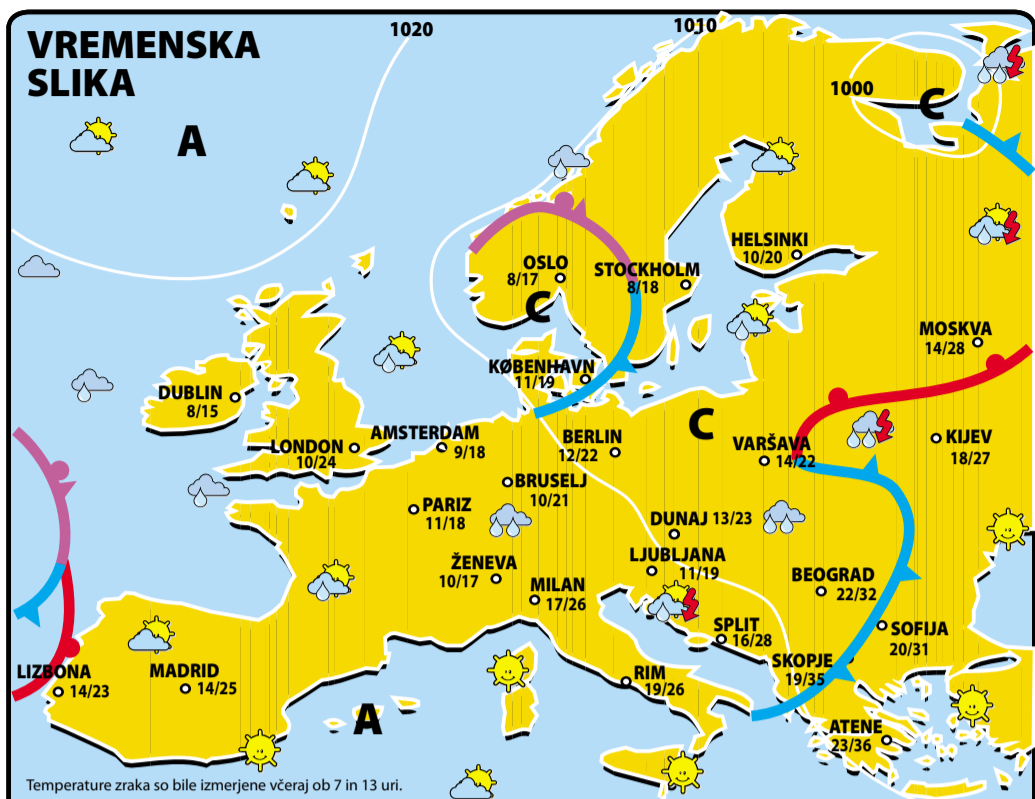 VREMENSKA
SLIKA
1020
1010
1000
A
C
HELSINKI
10/20
OSLO
8/17
STOCKHOLM
8/18
C
MOSKVA
14/28
KØBENHAVN
11/19
DUBLIN
8/15
LONDON
10/24
AMSTERDAM
9/18
BERLIN
12/22
C
VARŠAVA
14/22
KIJEV
18/27
BRUSELJ
10/21
PARIZ
11/18
DUNAJ 13/23
LJUBLJANA
11/19
ŽENEVA
10/17
MILAN
17/26
BEOGRAD
22/32
SPLIT
16/28
SOFIJA
20/31
SKOPJE
19/35
LIZBONA
14/23
MADRID
14/25
RIM
19/26
A
ATENE
23/36
Temperature zraka so bile izmerjene včeraj ob 7 in 13 uri.